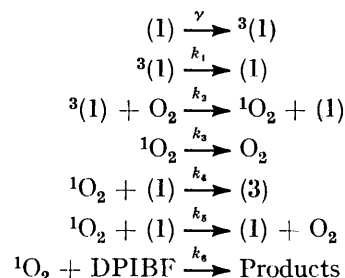 (1) γ→ ³(1)
³(1) k₁→ (1)
³(1) + O₂ k₂→ ¹O₂ + (1)
¹O₂ k₃→ O₂
¹O₂ + (1) k₄→ (3)
¹O₂ + (1) k₅→ (1) + O₂
¹O₂ + DPIBF k₆→ Products